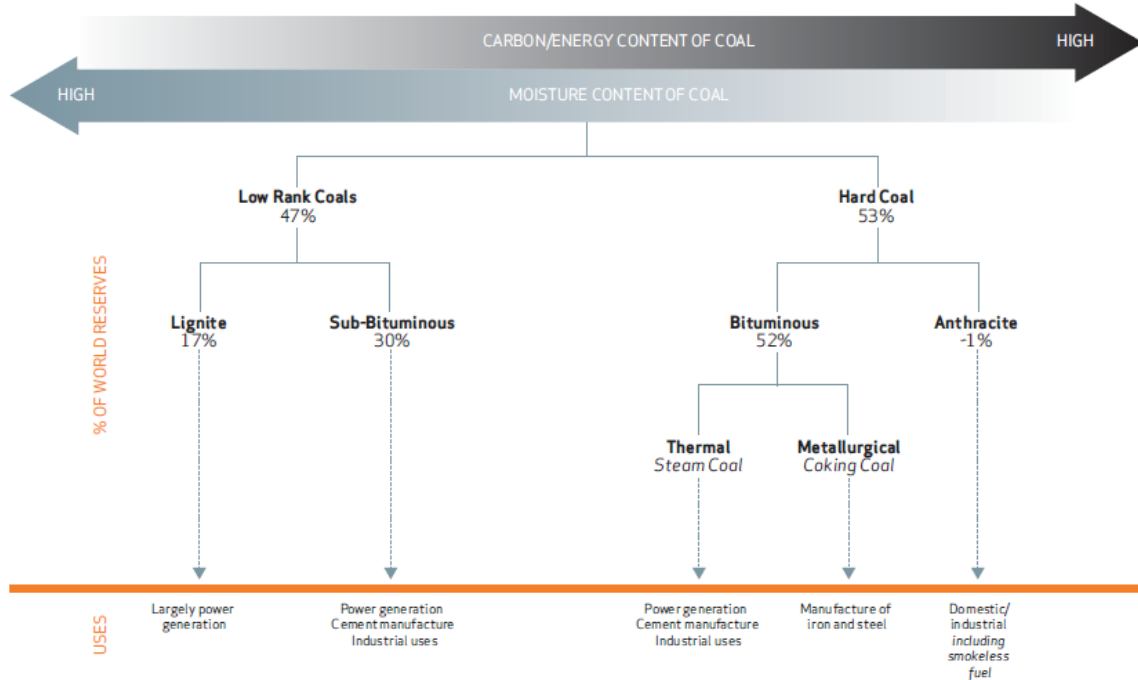 CARBON/ENERGY CONTENT OF COAL
HIGH
HIGH
MOISTURE CONTENT OF COAL
Low Rank Coals
47%
Hard Coal
53%
% OF WORLD RESERVES
Lignite
17%
Sub-Bituminous
30%
Bituminous
52%
Anthracite
-1%
Thermal
Steam Coal
Metallurgical
Coking Coal
USES
Largely power
generation
Power generation
Cement manufacture
Industrial uses
Power generation
Cement manufacture
Industrial uses
Manufacture of
iron and steel
Domestic/
industrial
including
smokeless
fuel